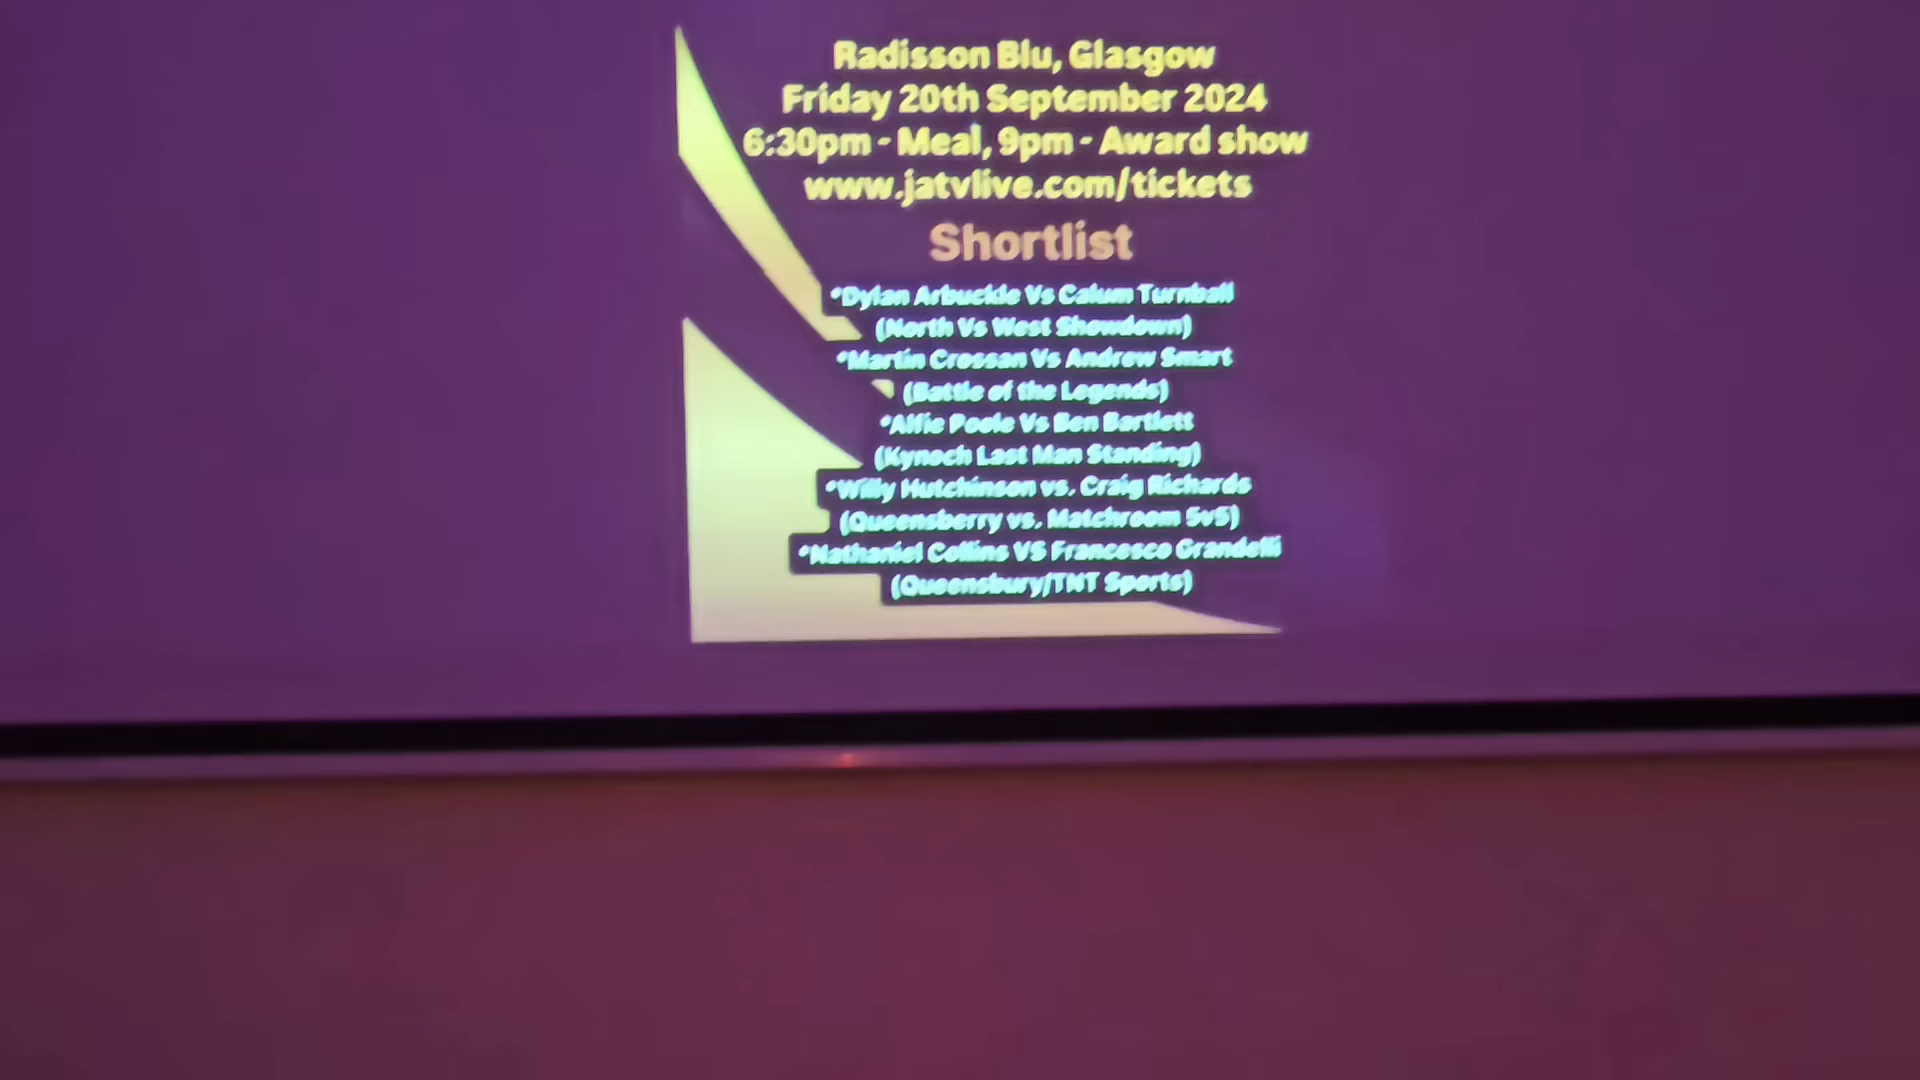 Radisson Blu, Glasgow
Friday 20th September 2024
6:30pm - Meal, 9pm - Award show
www.jatvlive.com/tickets
Shortlist
*Dylan Arbuckle Vs Calum Turnball
(North Vs West Showdown)
*Martin Crossan Vs Andrew Smart
(Battle of the Legends)
*Alfie Poole Vs Ben Bartlett
(Kynoch Last Man Standing)
*Willy Hutchinson vs. Craig Richards
(Queensberry vs. Matchroom 5v5)
*Nathaniel Collins VS Francesco Grandelli
(Queensbury/TNT Sports)